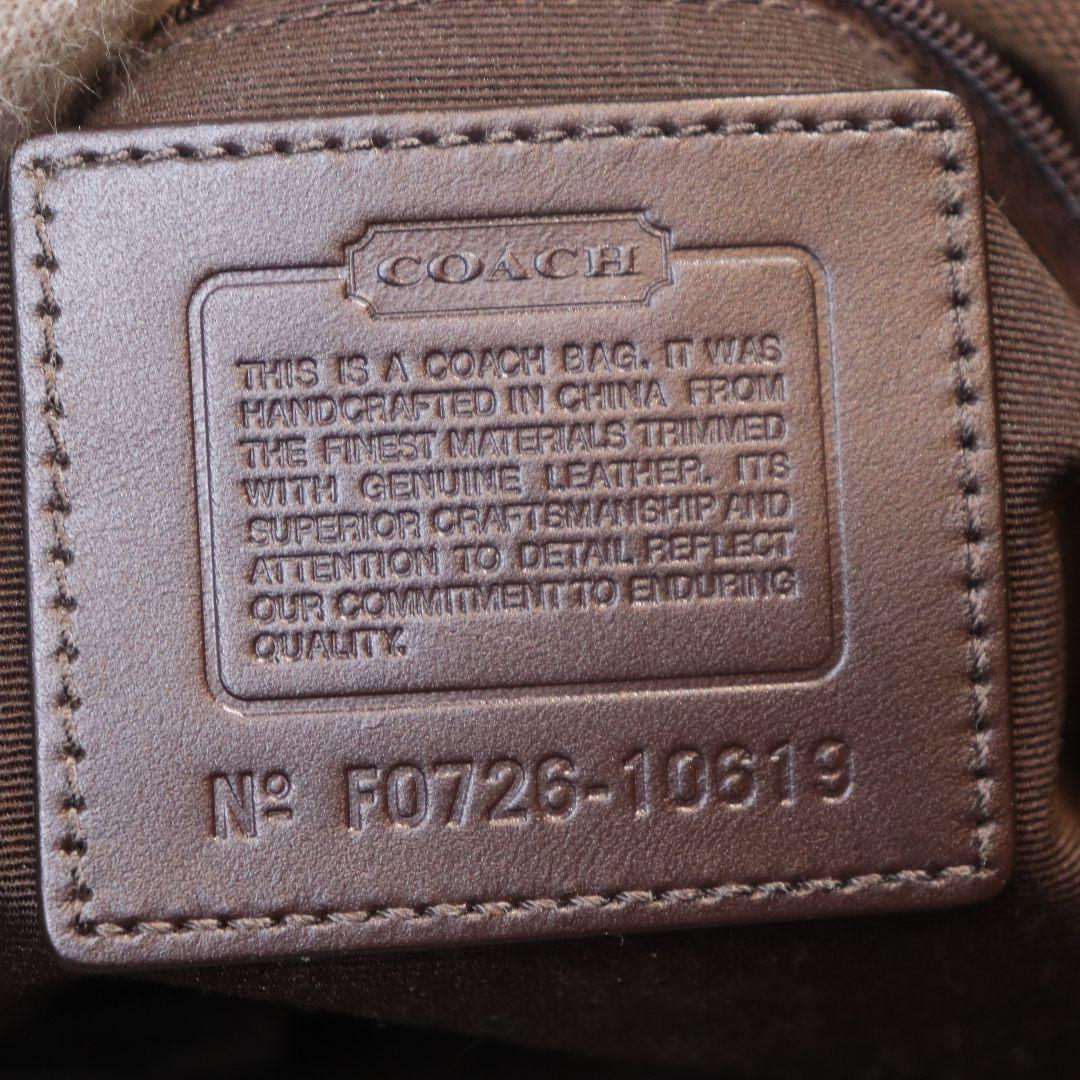 COACH
THIS IS A COACH BAG. IT WAS
HANDCRAFTED IN CHINA FROM
THE FINEST MATERIALS TRIMMED
WITH GENUINE LEATHER. ITS
SUPERIOR CRAFTSMANSHIP AND
ATTENTION TO DETAIL REFLECT
OUR COMMITMENT TO ENDURING
QUALITY.
Nº F0726-10619